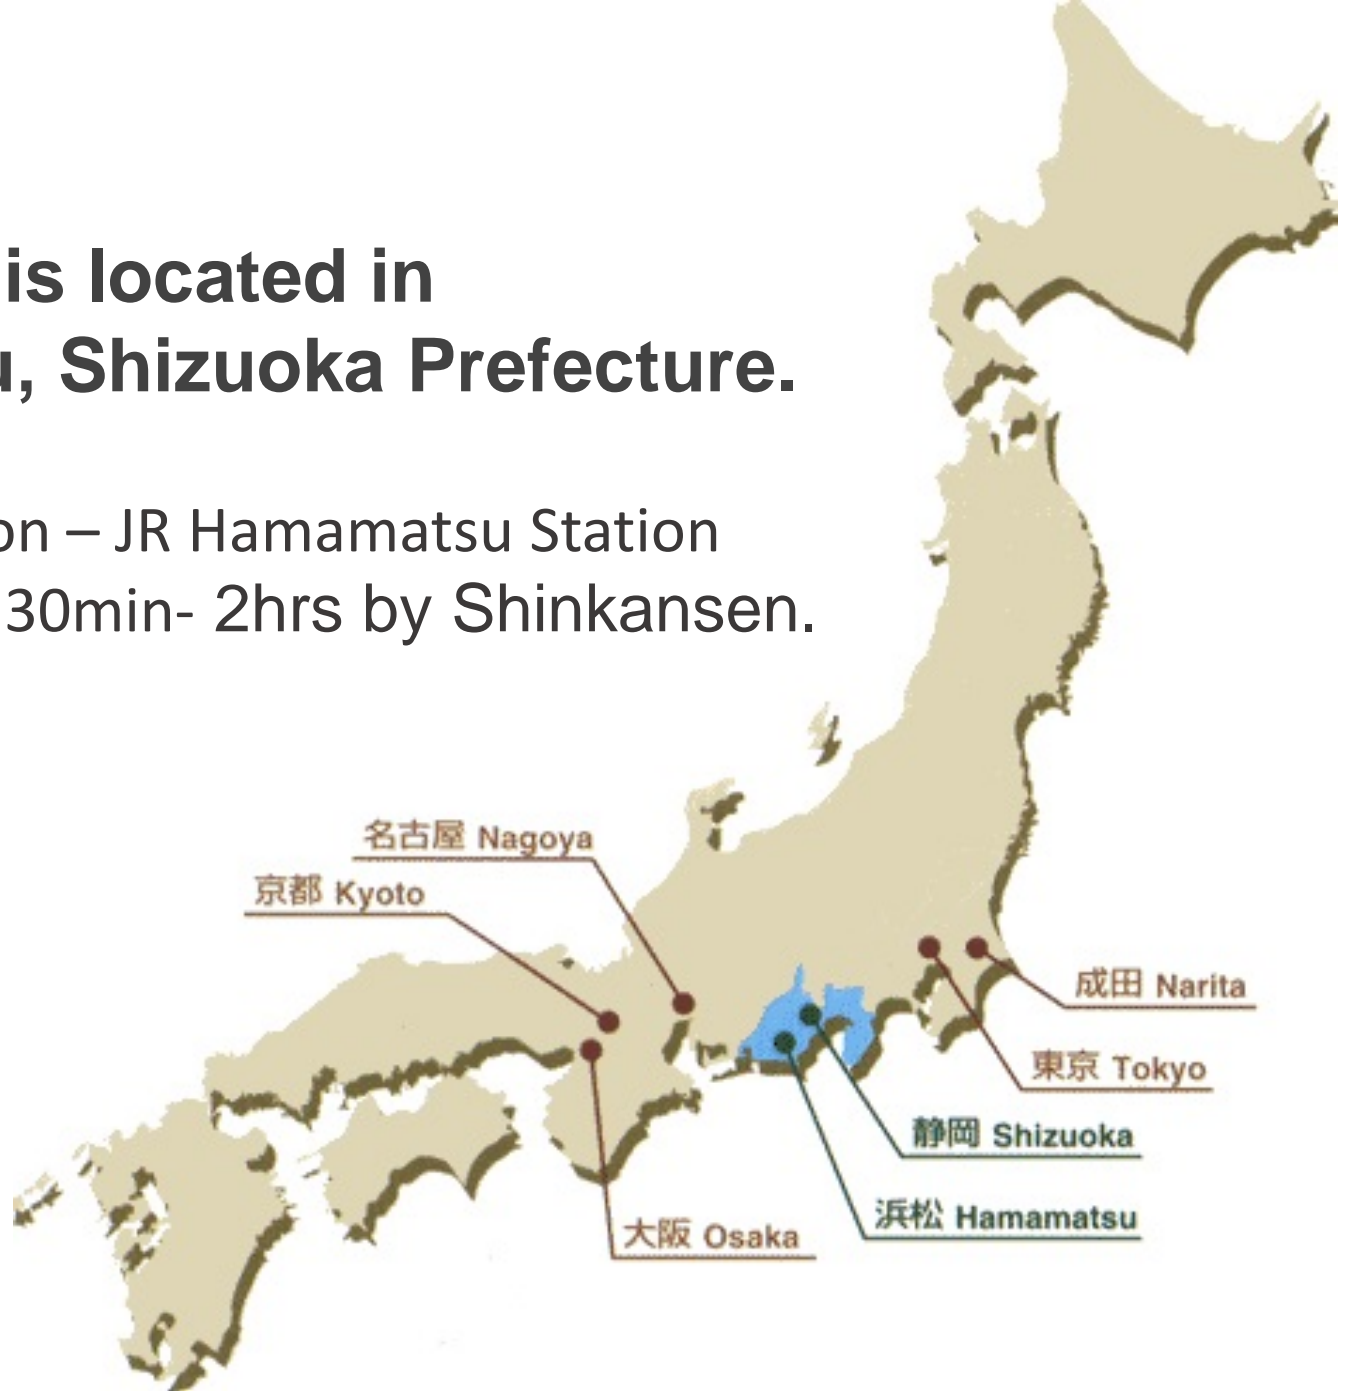 is located in
u, Shizuoka Prefecture.
on – JR Hamamatsu Station
30min- 2hrs by Shinkansen.
名古屋 Nagoya
京都 Kyoto
成田 Narita
東京 Tokyo
静岡 Shizuoka
浜松 Hamamatsu
大阪 Osaka